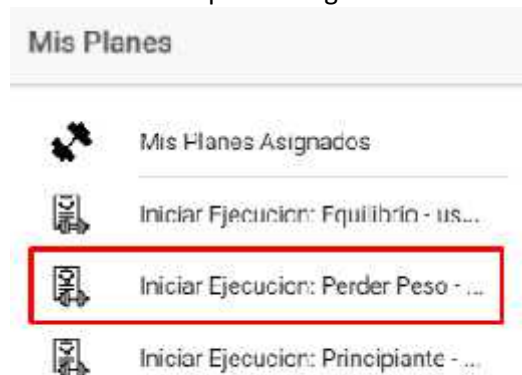 Mis Planes
Mis Planes Asignados
Iniciar Ejecucion: Equilibrio - us...
Iniciar Ejecucion: Perder Peso - ...
Iniciar Ejecucion: Principiante - ...